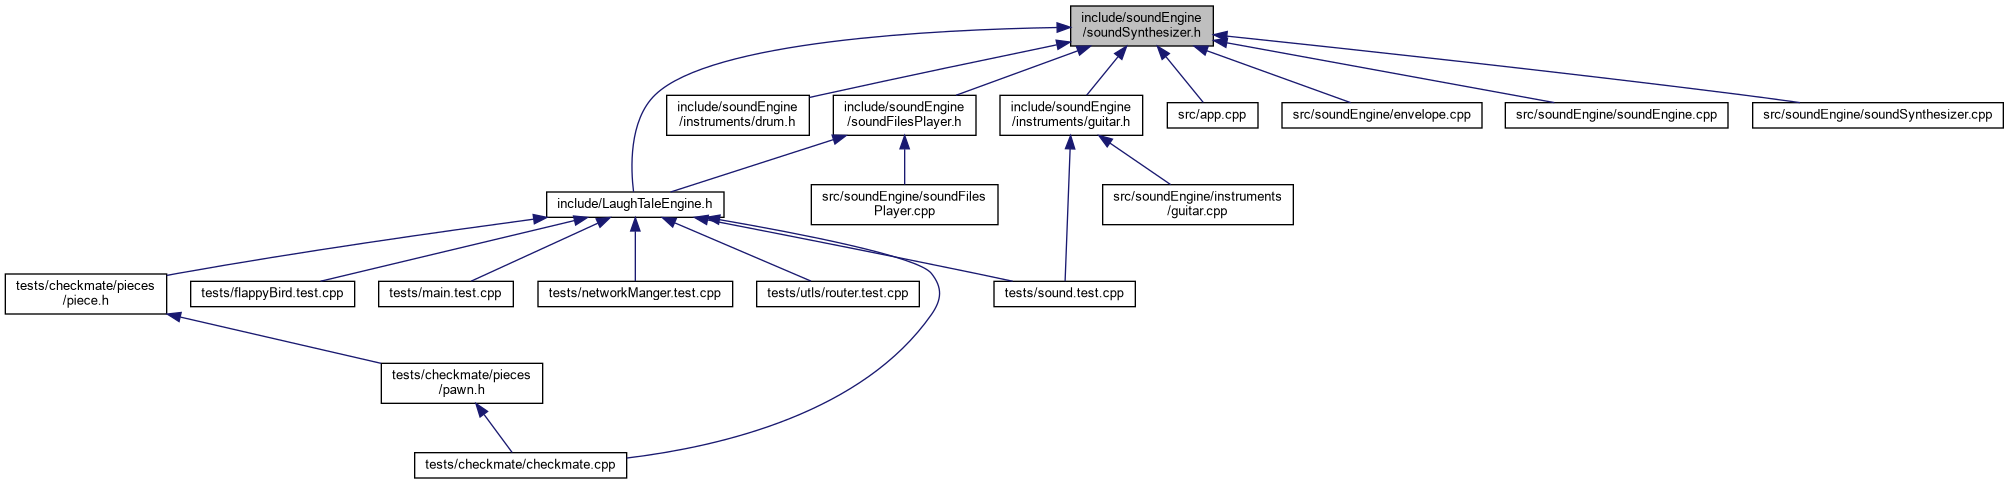 include/soundEngine
/soundSynthesizer.h
include/soundEngine
/instruments/drum.h
include/soundEngine
/soundFilesPlayer.h
include/soundEngine
/instruments/guitar.h
src/app.cpp
src/soundEngine/envelope.cpp
src/soundEngine/soundEngine.cpp
src/soundEngine/soundSynthesizer.cpp
include/LaughTaleEngine.h
src/soundEngine/soundFiles
Player.cpp
src/soundEngine/instruments
/guitar.cpp
tests/checkmate/pieces
/piece.h
tests/flappyBird.test.cpp
tests/main.test.cpp
tests/networkManger.test.cpp
tests/utls/router.test.cpp
tests/sound.test.cpp
tests/checkmate/pieces
/pawn.h
tests/checkmate/checkmate.cpp